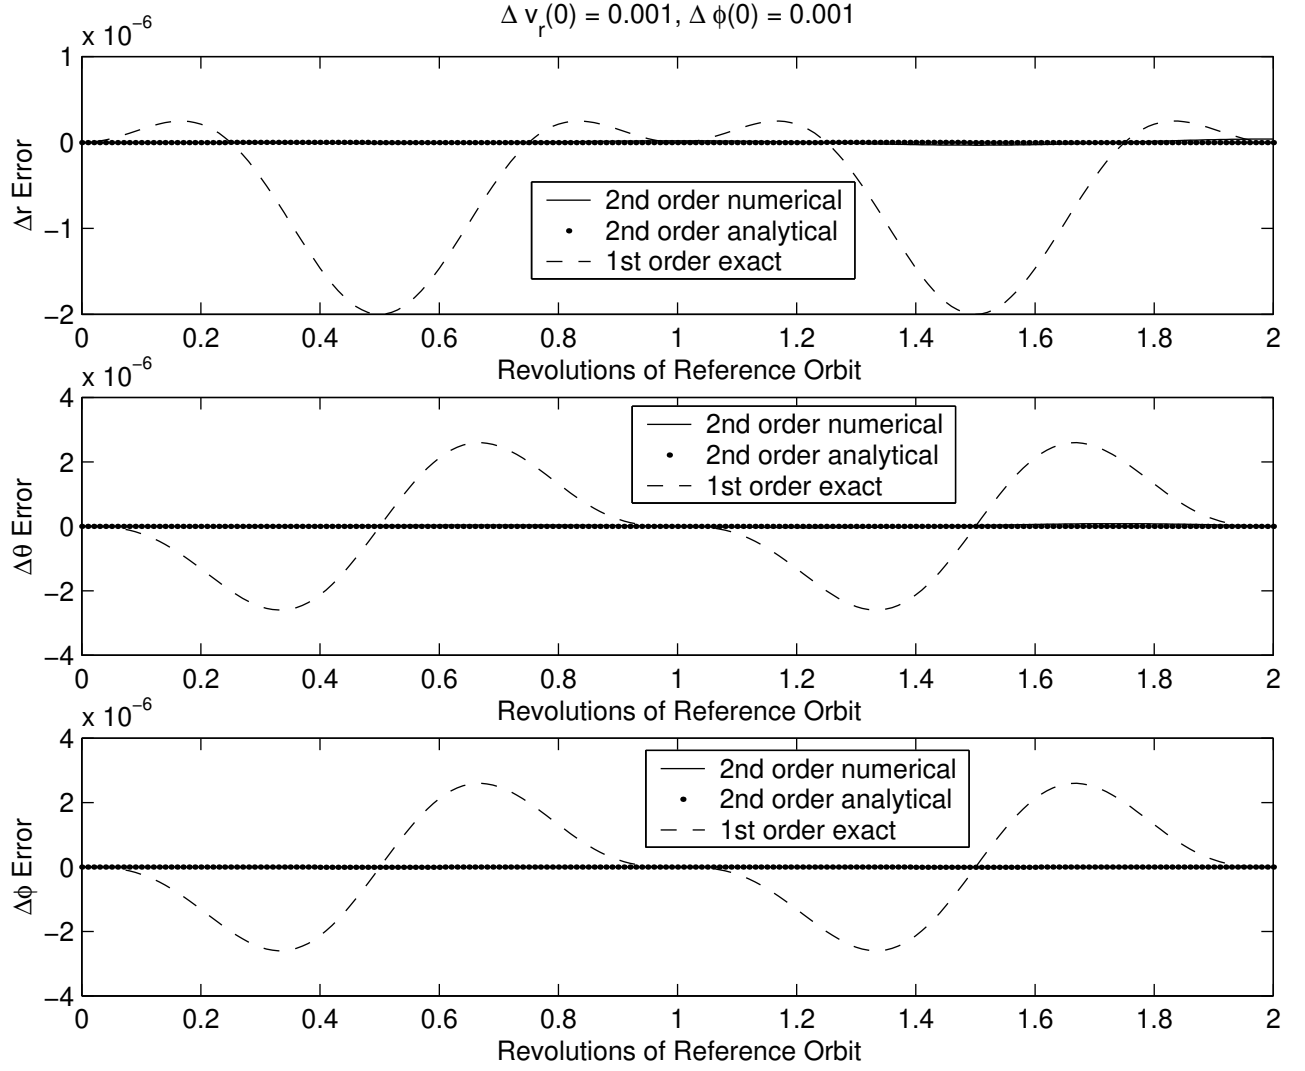 Δ v_r(0) = 0.001, Δ ϕ(0) = 0.001
x 10^-6
1
0
−1
−2
Δr Error
2nd order numerical
2nd order analytical
1st order exact
0 0.2 0.4 0.6 0.8 1 1.2 1.4 1.6 1.8 2
Revolutions of Reference Orbit
x 10^-6
4
2
0
−2
−4
Δθ Error
2nd order numerical
2nd order analytical
1st order exact
0 0.2 0.4 0.6 0.8 1 1.2 1.4 1.6 1.8 2
Revolutions of Reference Orbit
x 10^-6
4
2
0
−2
−4
Δϕ Error
2nd order numerical
2nd order analytical
1st order exact
0 0.2 0.4 0.6 0.8 1 1.2 1.4 1.6 1.8 2
Revolutions of Reference Orbit